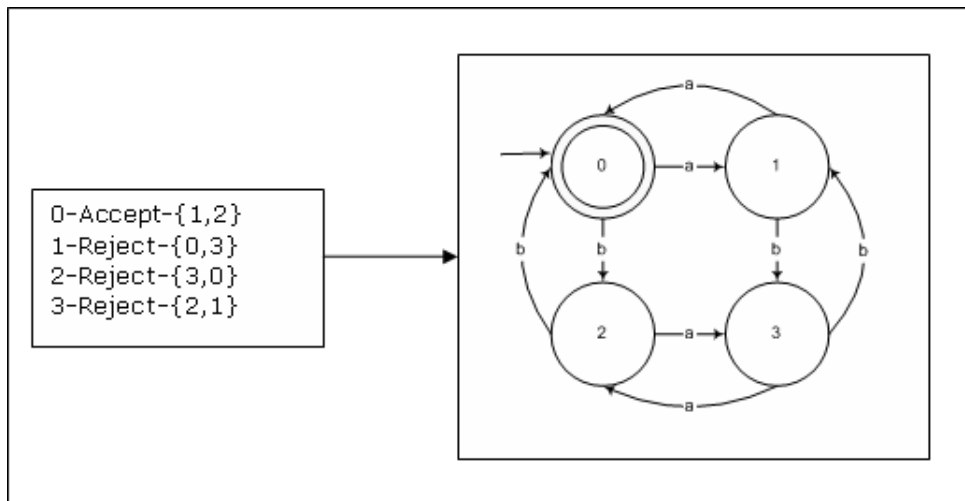 0-Accept-{1,2}
1-Reject-{0,3}
2-Reject-{3,0}
3-Reject-{2,1}
a
0
a
1
b
b
b
b
2
a
3
a